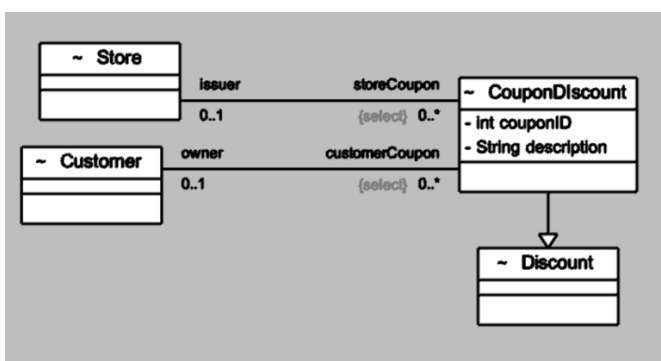 ~ Store
issuer
storeCoupon
0..1
{select} 0..*
~ CouponDIscount
- int couponID
- String description
~ Customer
owner
customerCoupon
0..1
{select} 0..*
~ Discount